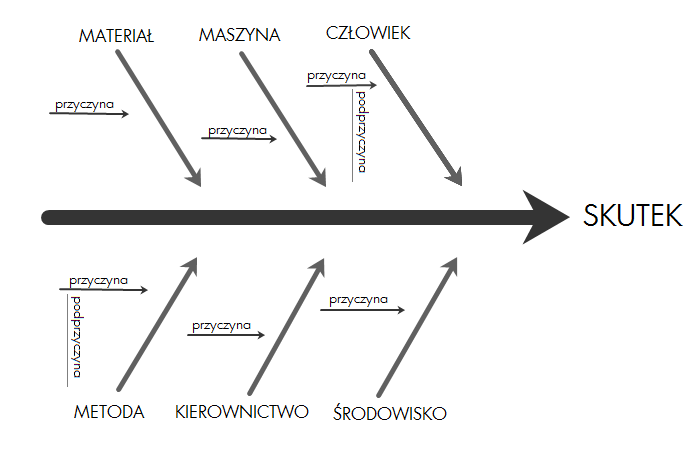 MATERIAŁ
MASZYNA
CZŁOWIEK
przyczyna
przyczyna
przyczyna
podprzyczyna
SKUTEK
przyczyna
podprzyczyna
przyczyna
przyczyna
METODA
KIEROWNICTWO
ŚRODOWISKO